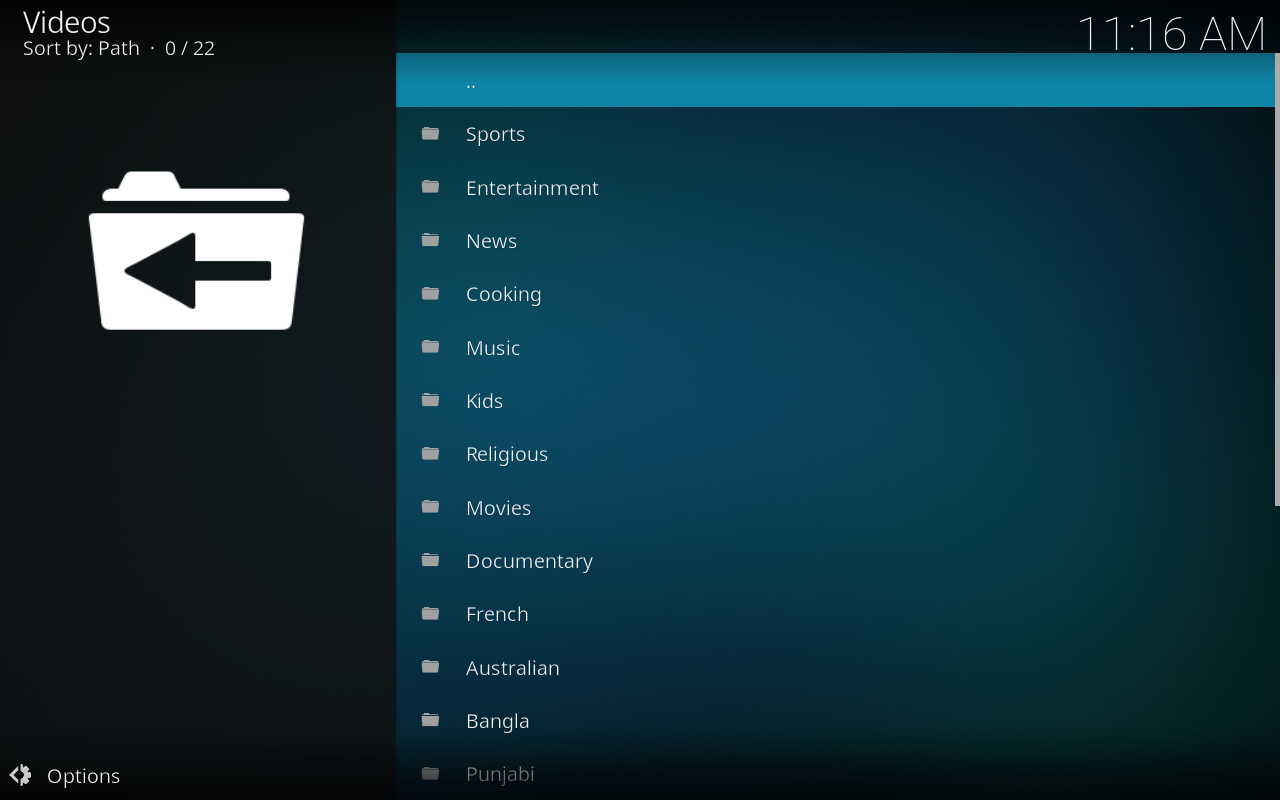 Videos
Sort by: Path · 0 / 22
11:16 AM
..
Sports
Entertainment
News
Cooking
Music
Kids
Religious
Movies
Documentary
French
Australian
Bangla
Punjabi
Options